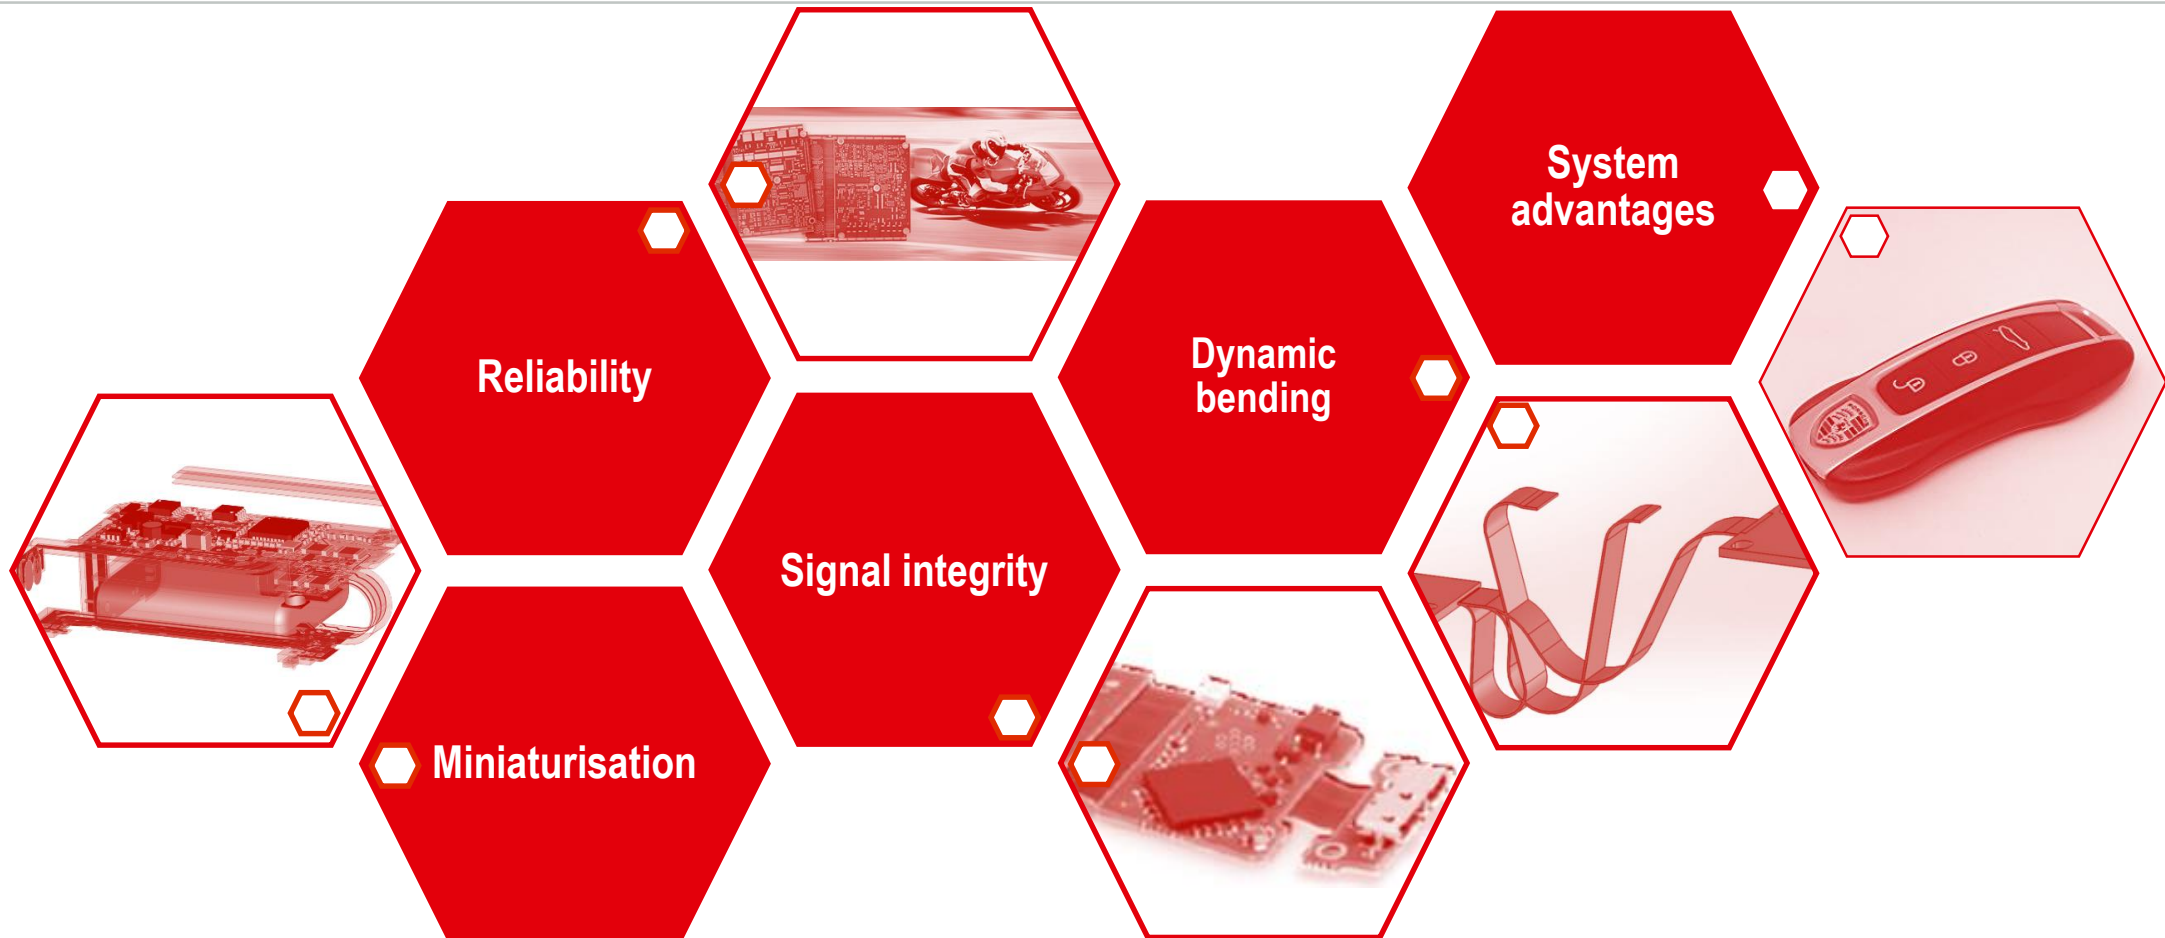 System
advantages
Dynamic
bending
Reliability
Signal integrity
Miniaturisation